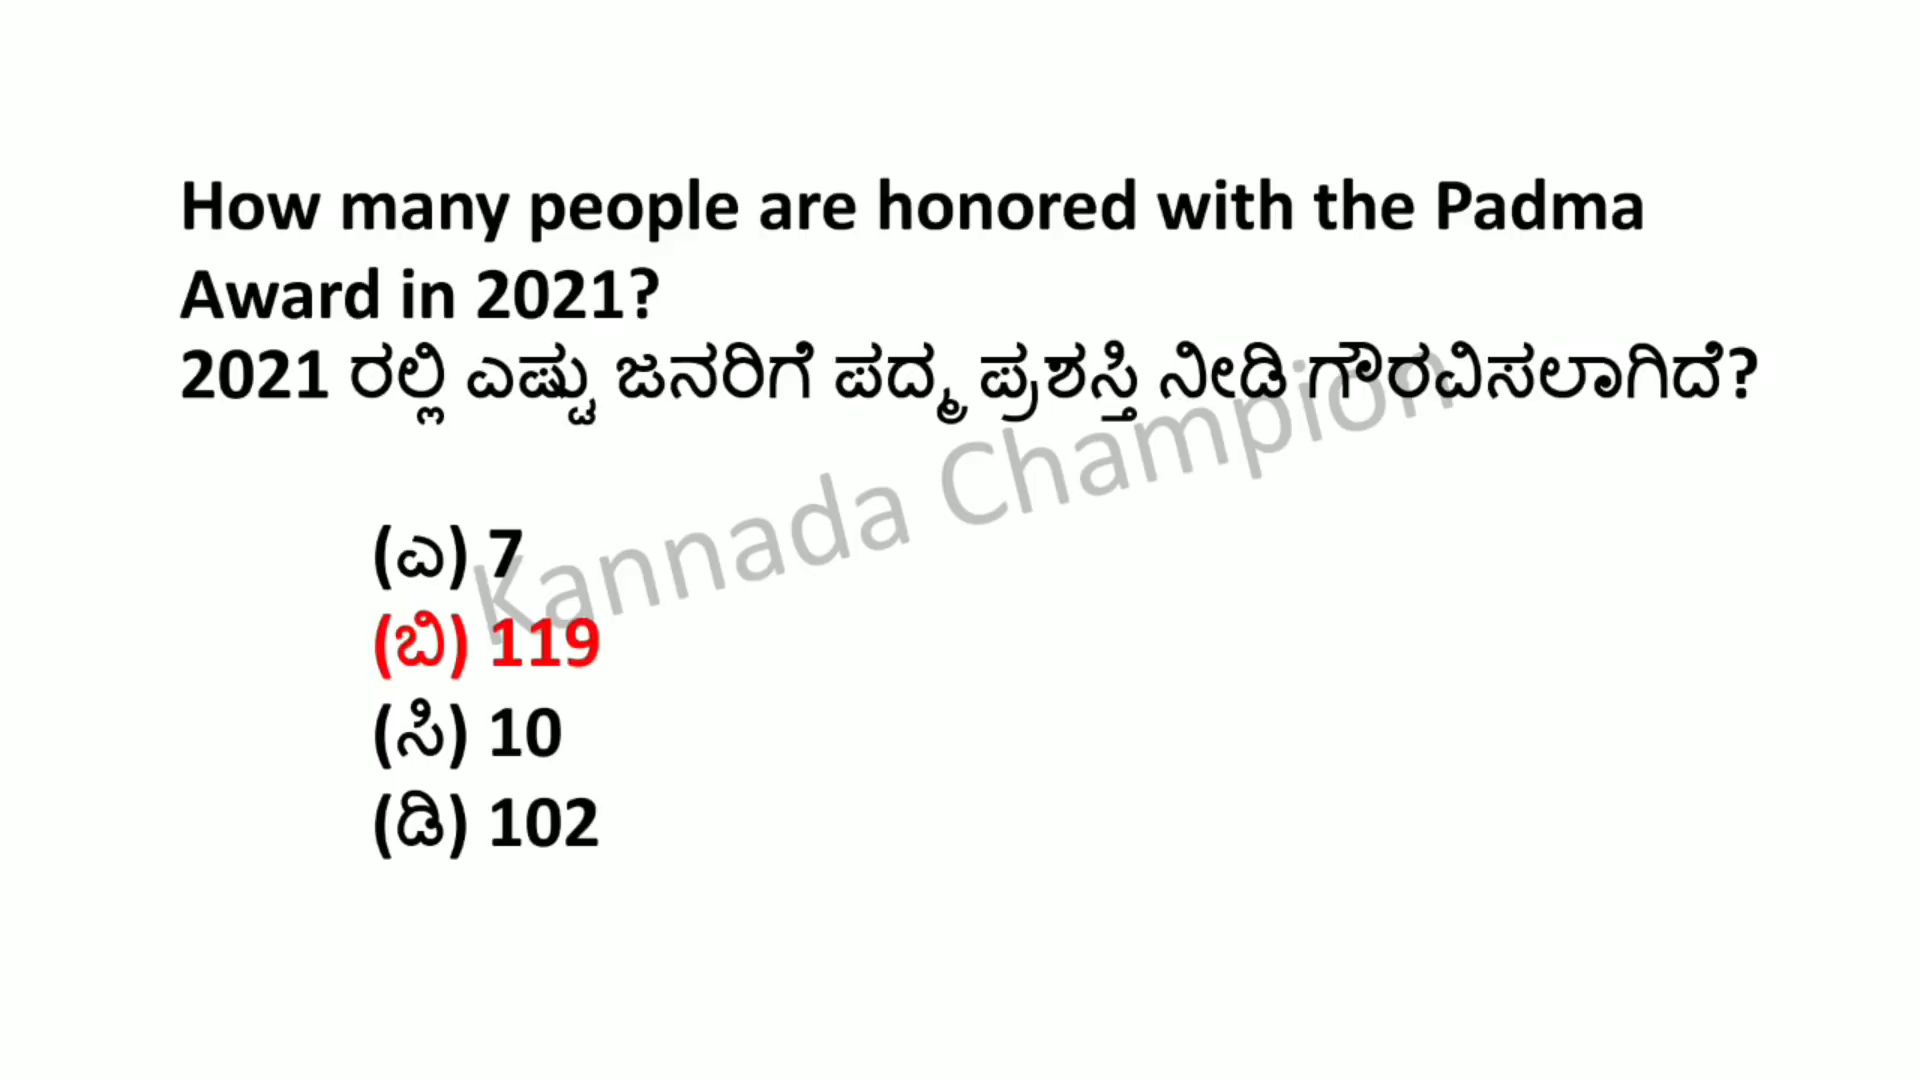 How many people are honored with the Padma
Award in 2021?
2021 ರಲ್ಲಿ ಎಷ್ಟು ಜನರಿಗೆ ಪದ್ಮ ಪ್ರಶಸ್ತಿ ನೀಡಿ ಗೌರವಿಸಲಾಗಿದೆ?
Kannada Champion
(ಎ) 7
(ಬಿ) 119
(ಸಿ) 10
(ಡಿ) 102